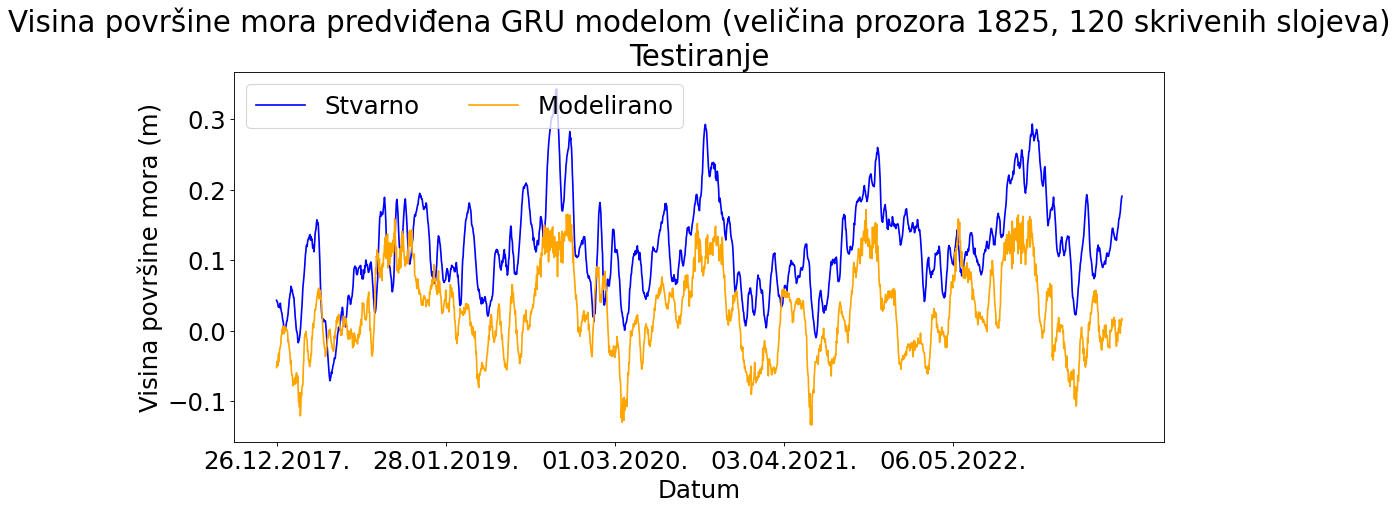 Visina površine mora predviđena GRU modelom (veličina prozora 1825, 120 skrivenih slojeva)
Testiranje
Stvarno
Modelirano
Visina površine mora (m)
0.3
0.2
0.1
0.0
−0.1
26.12.2017.
28.01.2019.
01.03.2020.
03.04.2021.
06.05.2022.
Datum